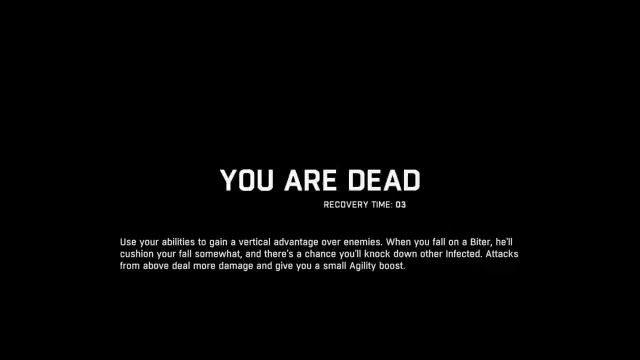 YOU ARE DEAD
RECOVERY TIME: 03
Use your abilities to gain a vertical advantage over enemies. When you fall on a Biter, he'll
cushion your fall somewhat, and there's a chance you'll knock down other Infected. Attacks
from above deal more damage and give you a small Agility boost.